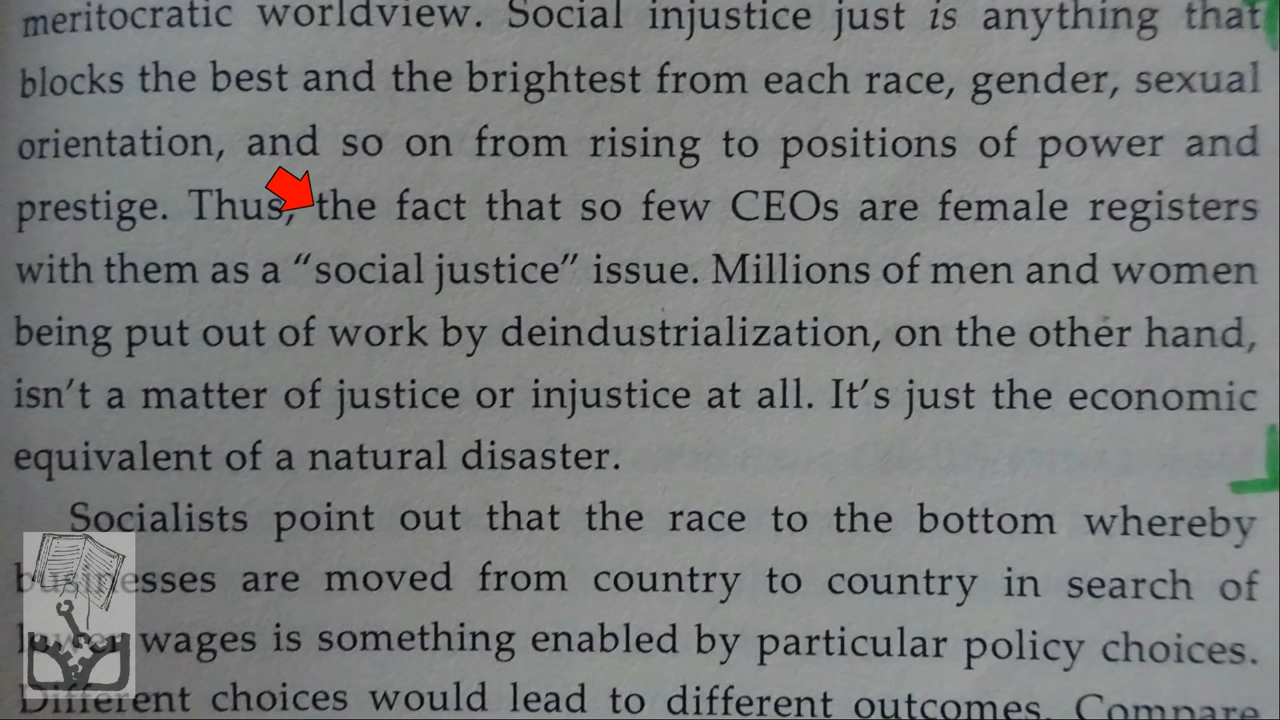 meritocratic worldview. Social injustice just is anything that
blocks the best and the brightest from each race, gender, sexual
orientation, and so on from rising to positions of power and
prestige. Thus, the fact that so few CEOs are female registers
with them as a “social justice” issue. Millions of men and women
being put out of work by deindustrialization, on the other hand,
isn’t a matter of justice or injustice at all. It’s just the economic
equivalent of a natural disaster.
Socialists point out that the race to the bottom whereby
businesses are moved from country to country in search of
lower wages is something enabled by particular policy choices.
Different choices would lead to different outcomes. Compare